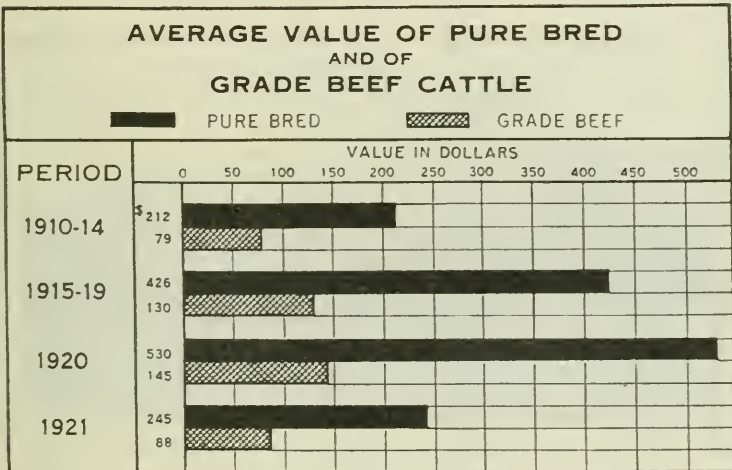 AVERAGE VALUE OF PURE BRED
AND OF
GRADE BEEF CATTLE
PURE BRED GRADE BEEF
PERIOD
VALUE IN DOLLARS
0 50 100 150 200 250 300 350 400 450 500
1910-14
$ 212
79
1915-19
426
130
1920
530
145
1921
245
88